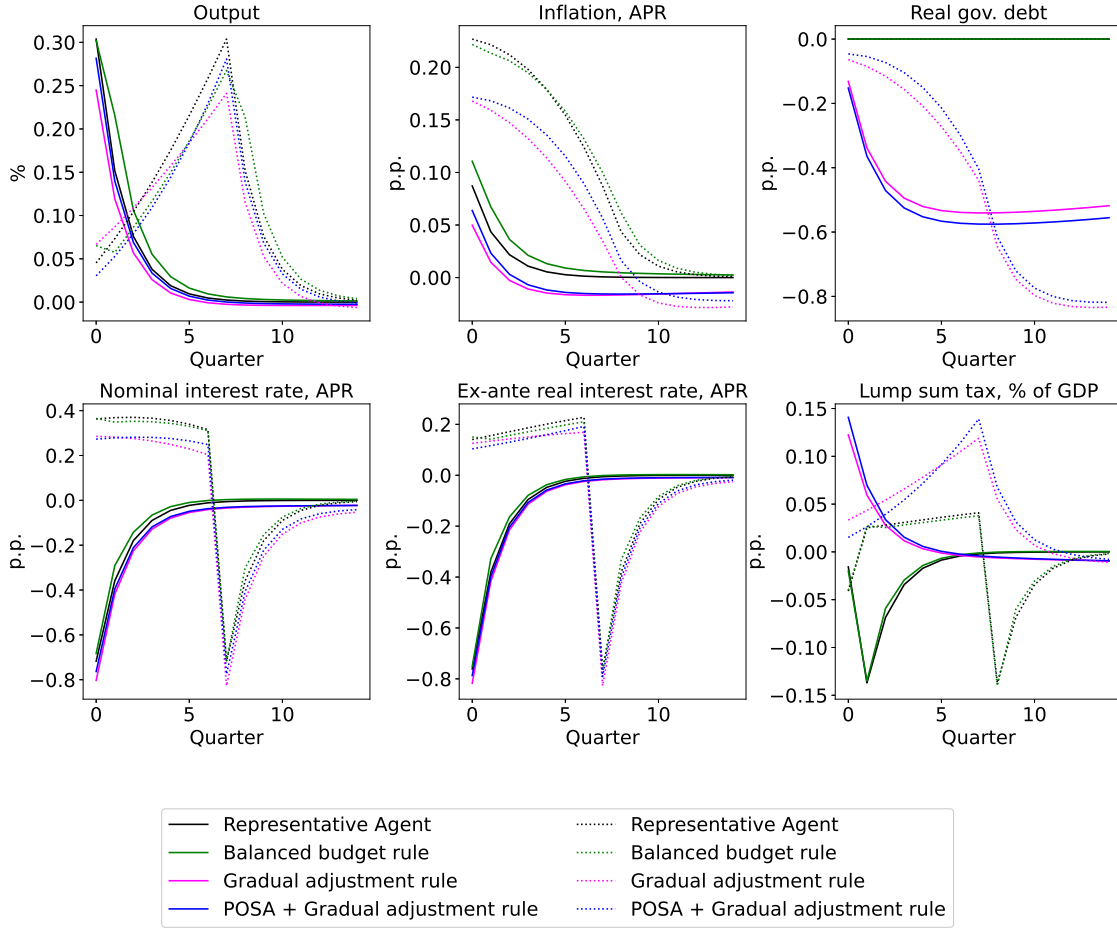 Output
Inflation, APR
Real gov. debt
%
0.30
0.25
0.20
0.15
0.10
0.05
0.00
0
5
10
Quarter
p.p.
0.20
0.15
0.10
0.05
0.00
0
5
10
Quarter
p.p.
0.0
−0.2
−0.4
−0.6
−0.8
0
5
10
Quarter
Nominal interest rate, APR
Ex-ante real interest rate, APR
Lump sum tax, % of GDP
p.p.
0.4
0.2
0.0
−0.2
−0.4
−0.6
−0.8
0
5
10
Quarter
p.p.
0.2
0.0
−0.2
−0.4
−0.6
−0.8
0
5
10
Quarter
p.p.
0.15
0.10
0.05
0.00
−0.05
−0.10
−0.15
0
5
10
Quarter
Representative Agent
Balanced budget rule
Gradual adjustment rule
POSA + Gradual adjustment rule
Representative Agent
Balanced budget rule
Gradual adjustment rule
POSA + Gradual adjustment rule